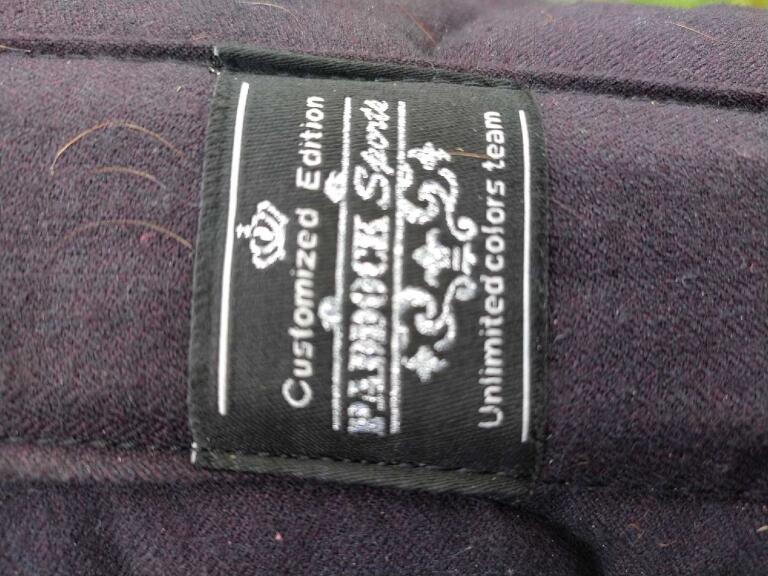 Customized Edition
PADDOCK Sports
Unlimited colors team